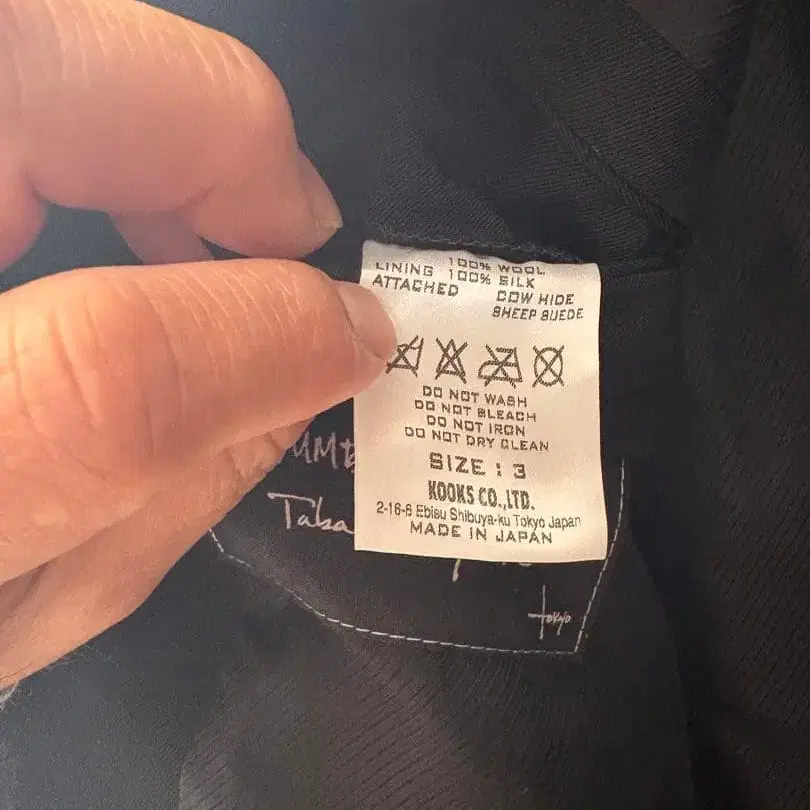 100% WOOL
LINING 100% SILK
ATTACHED COW HIDE
SHEEP SUEDE
DO NOT WASH
DO NOT BLEACH
DO NOT IRON
DO NOT DRY CLEAN
SIZE : 3
KOOKS CO.,LTD.
2-16-8 Ebisu Shibuya-ku Tokyo Japan
MADE IN JAPAN
Taka
tokyo